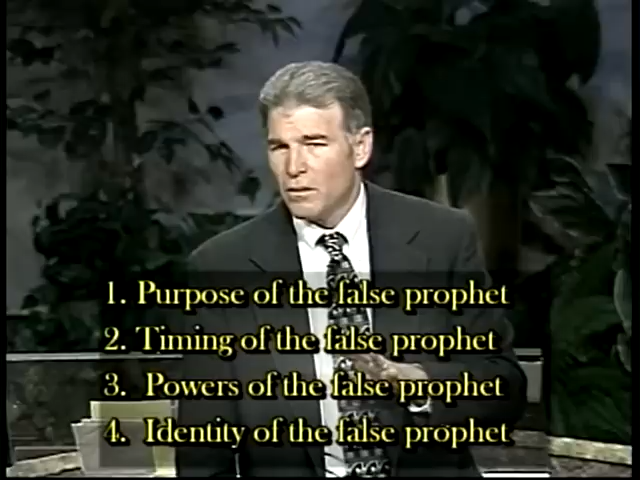 1. Purpose of the false prophet
2. Timing of the false prophet
3. Powers of the false prophet
4. Identity of the false prophet